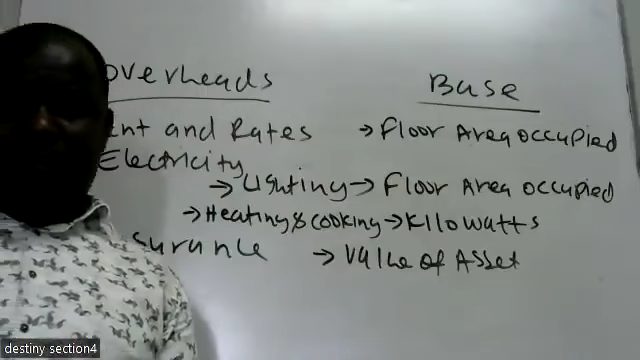 overheads Base
ent and Rates → Floor Area occupied
Electricity
→ Lighting → Floor Area occupied
→ Heating & cooking → Kilowatts
surance → Value of Asset
destiny section4